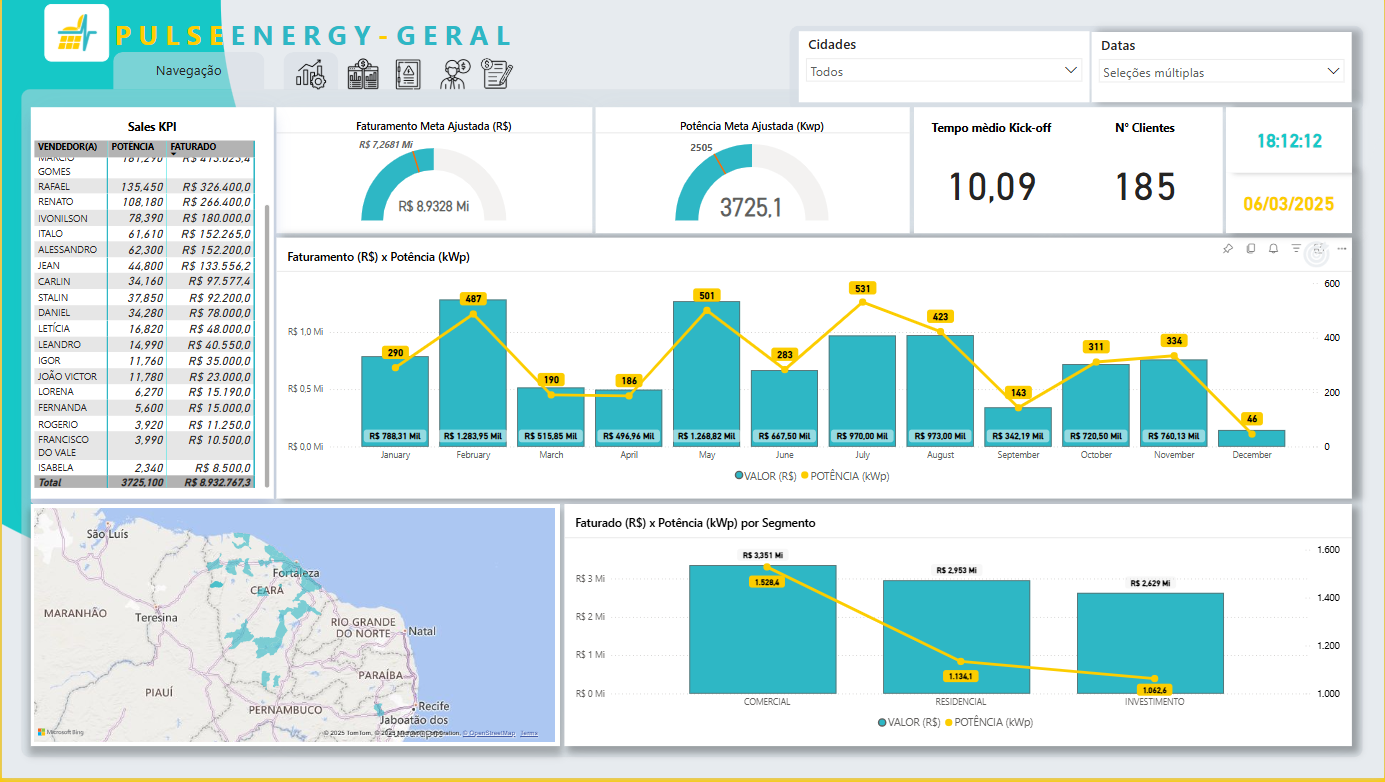 PULSEENERGY-GERAL
Navegação
Cidades
Todos
Datas
Seleções múltiplas
Sales KPI
VENDEDOR(A) POTÊNCIA FATURADO
MÁRCIO GOMES 181,290 R$ 413.025,4
RAFAEL 135,450 R$ 326.400,0
RENATO 108,180 R$ 266.400,0
IVONILSON 78,390 R$ 180.000,0
ITALO 61,610 R$ 152.265,0
ALESSANDRO 62,300 R$ 152.200,0
JEAN 44,800 R$ 133.556,2
CARLIN 34,160 R$ 97.577,4
STALIN 37,850 R$ 92.200,0
DANIEL 34,280 R$ 78.000,0
LETÍCIA 16,820 R$ 48.000,0
LEANDRO 14,990 R$ 40.550,0
IGOR 11,760 R$ 35.000,0
JOÃO VICTOR 11,780 R$ 23.000,0
LORENA 6,270 R$ 15.190,0
FERNANDA 5,600 R$ 15.000,0
ROGERIO 3,920 R$ 11.250,0
FRANCISCO DO VALE 3,990 R$ 10.500,0
ISABELA 2,340 R$ 8.500,0
Total 3725,100 R$ 8.932.767,3
Faturamento Meta Ajustada (R$)
R$ 7,2681 Mi
R$ 8,9328 Mi
Potência Meta Ajustada (Kwp)
2505
3725,1
Tempo mèdio Kick-off
10,09
N° Clientes
185
18:12:12
06/03/2025
Faturamento (R$) x Potência (kWp)
R$ 1,0 Mi
R$ 0,5 Mi
R$ 0,0 Mi
600
400
200
0
290 487 190 186 501 283 531 423 143 311 334 46
R$ 788,31 Mil R$ 1.283,95 Mil R$ 515,85 Mil R$ 496,96 Mil R$ 1.268,82 Mil R$ 667,50 Mil R$ 970,00 Mil R$ 973,00 Mil R$ 342,19 Mil R$ 720,50 Mil R$ 760,13 Mil
January February March April May June July August September October November December
VALOR (R$) POTÊNCIA (kWp)
São Luís
Fortaleza
CEARÁ
MARANHÃO
Teresina
RIO GRANDE
DO NORTE
Natal
PARAÍBA
PIAUÍ
PERNAMBUCO
Recife
Jaboatão dos
Guararapes
Microsoft Bing
© 2025 TomTom, © 2025 Microsoft Corporation, © OpenStreetMap Terms
Faturado (R$) x Potência (kWp) por Segmento
R$ 3 Mi
R$ 2 Mi
R$ 1 Mi
R$ 0 Mi
1.600
1.400
1.200
1.000
R$ 3,351 Mi R$ 2,953 Mi R$ 2,629 Mi
1.528,4 1.134,1 1.062,6
COMERCIAL RESIDENCIAL INVESTIMENTO
VALOR (R$) POTÊNCIA (kWp)